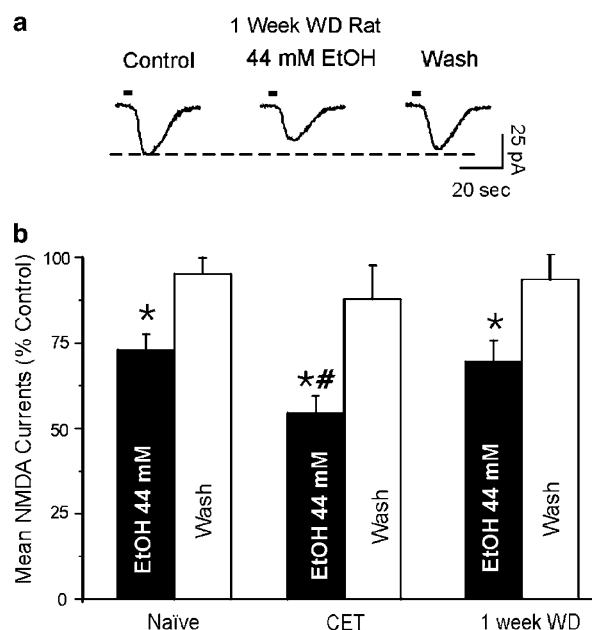 a
1 Week WD Rat
Control 44 mM EtOH Wash
25 pA
20 sec
b
Mean NMDA Currents (% Control)
100
75
50
25
0
*
*#
*
EtOH 44 mM
Wash
EtOH 44 mM
Wash
EtOH 44 mM
Wash
Naïve CET 1 week WD